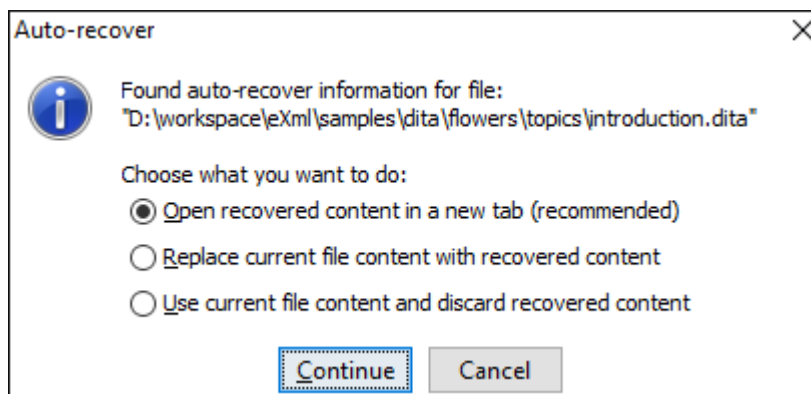 Auto-recover
Found auto-recover information for file:
"D:\workspace\eXml\samples\dita\flowers\topics\introduction.dita"
Choose what you want to do:
Open recovered content in a new tab (recommended)
Replace current file content with recovered content
Use current file content and discard recovered content
Continue Cancel